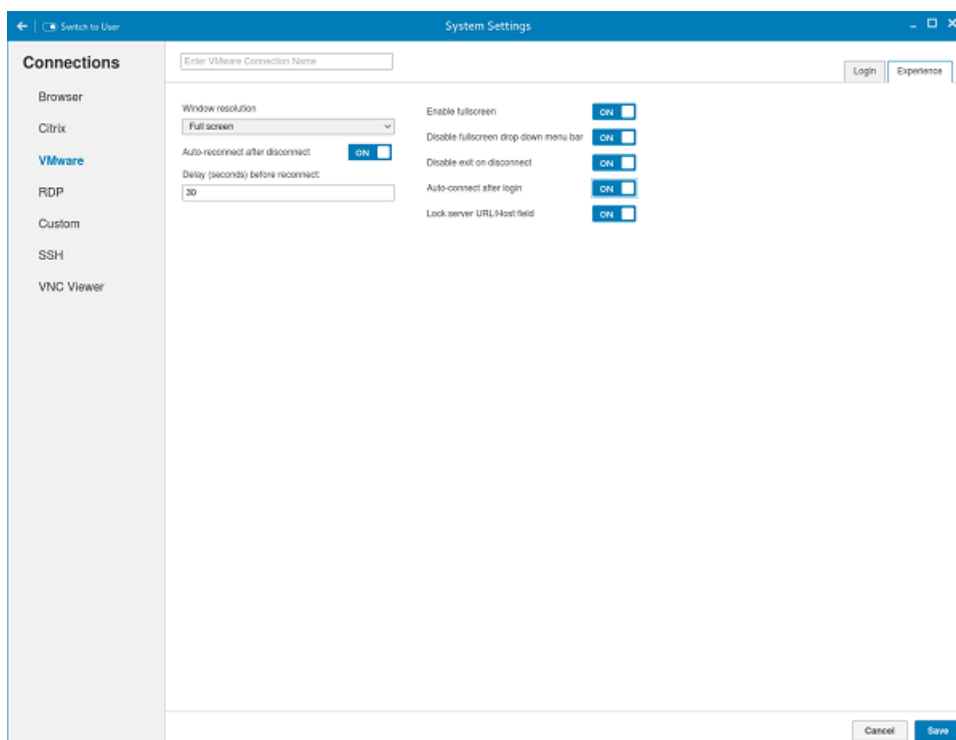 Switch to User
System Settings
Connections
Browser
Citrix
VMware
RDP
Custom
SSH
VNC Viewer
Enter VMware Connection Name
Login
Experience
Window resolution
Full screen
Auto-reconnect after disconnect
ON
Delay (seconds) before reconnect:
30
Enable fullscreen
ON
Disable fullscreen drop down menu bar
ON
Disable exit on disconnect
ON
Auto-connect after login
ON
Lock server URL/Host field
ON
Cancel
Save